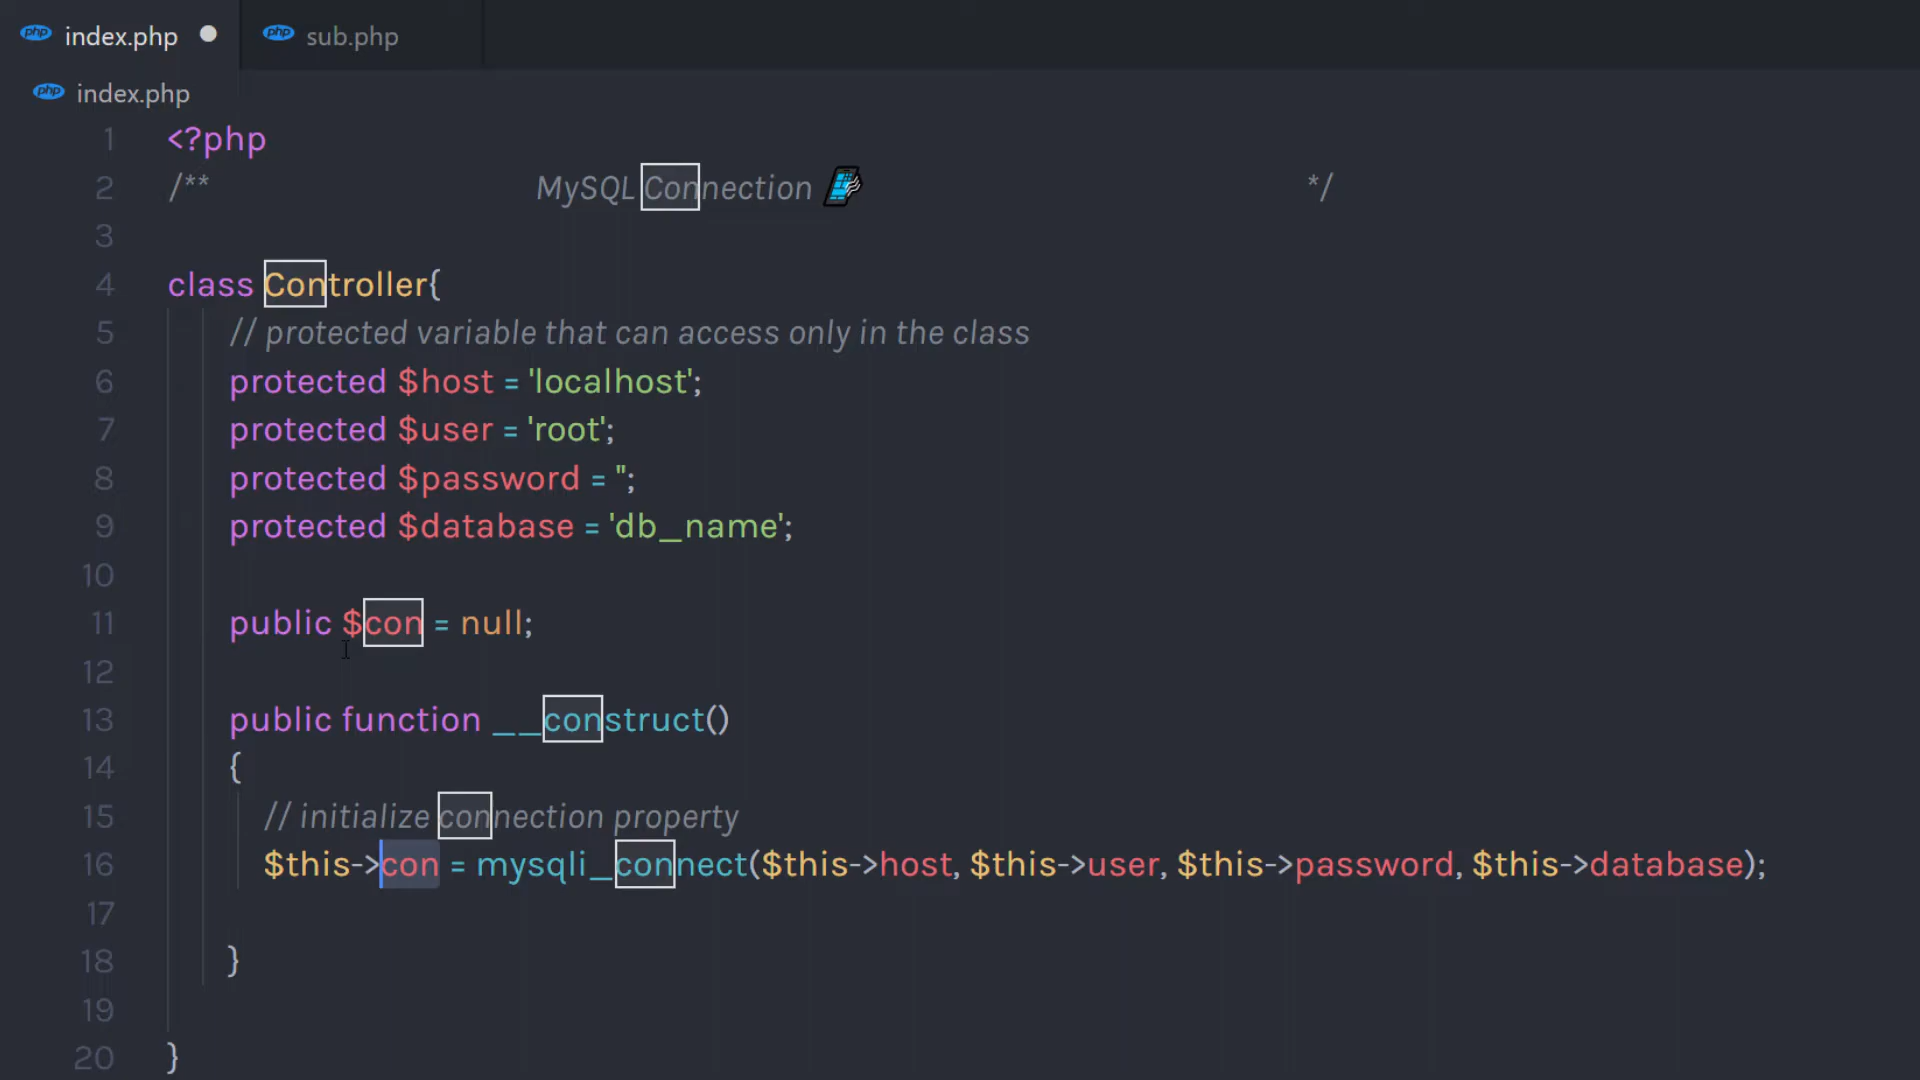 php index.php
php sub.php
php index.php
1 <?php
2 /** MySQL Connection */
3
4 class Controller{
5 // protected variable that can access only in the class
6 protected $host = 'localhost';
7 protected $user = 'root';
8 protected $password = '';
9 protected $database = 'db_name';
10
11 public $con = null;
12
13 public function __construct()
14 {
15 // initialize connection property
16 $this->con = mysqli_connect($this->host, $this->user, $this->password, $this->database);
17
18 }
19
20 }